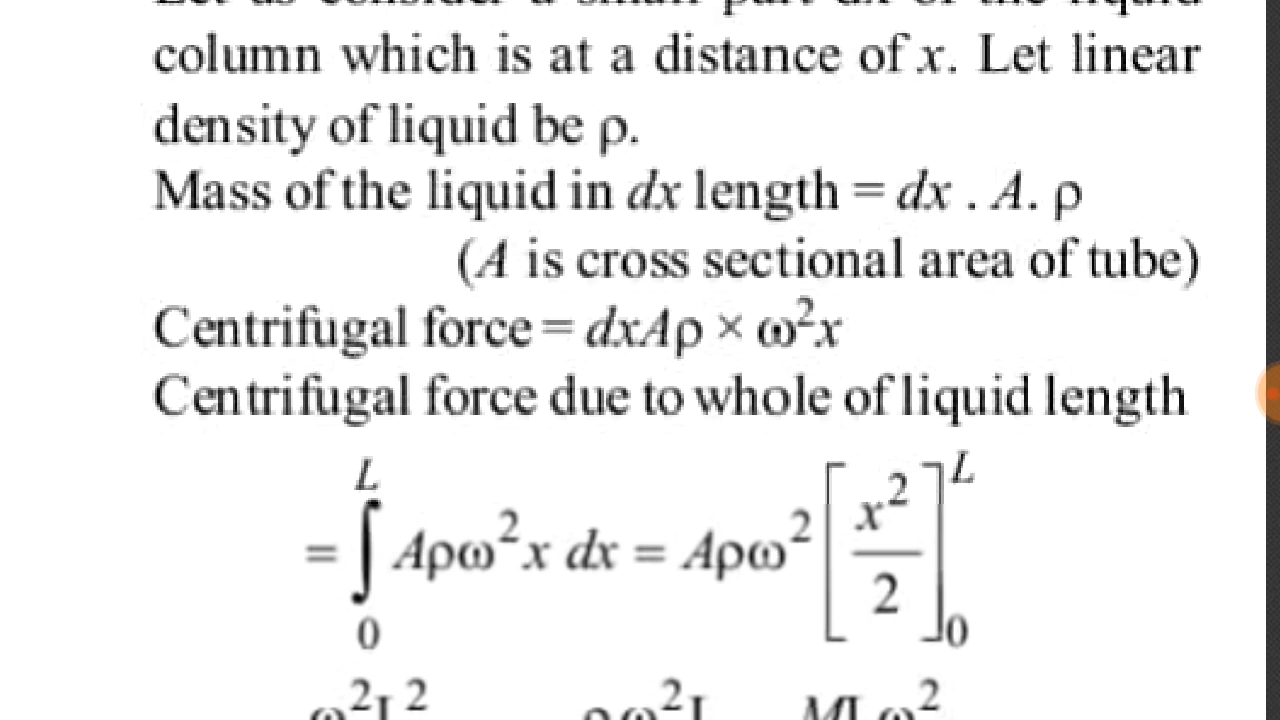 column which is at a distance of x. Let linear
density of liquid be ρ.
Mass of the liquid in dx length = dx . A. ρ
(A is cross sectional area of tube)
Centrifugal force = dxAρ × ω²x
Centrifugal force due to whole of liquid length
= ∫₀ᴸ Aρω²x dx = Aρω² [x²/2]₀ᴸ